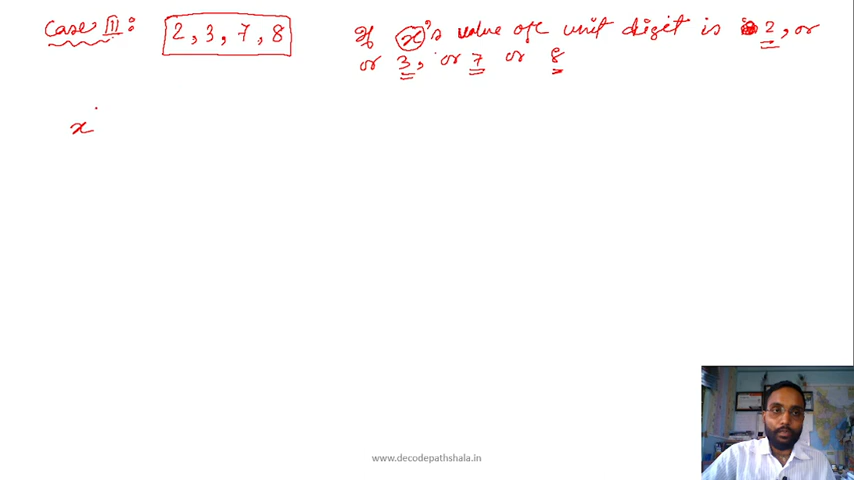 Case III: 2, 3, 7, 8
If x's value of unit digit is 2, or
or 3, or 7 or 8
x
www.decodepathshala.in